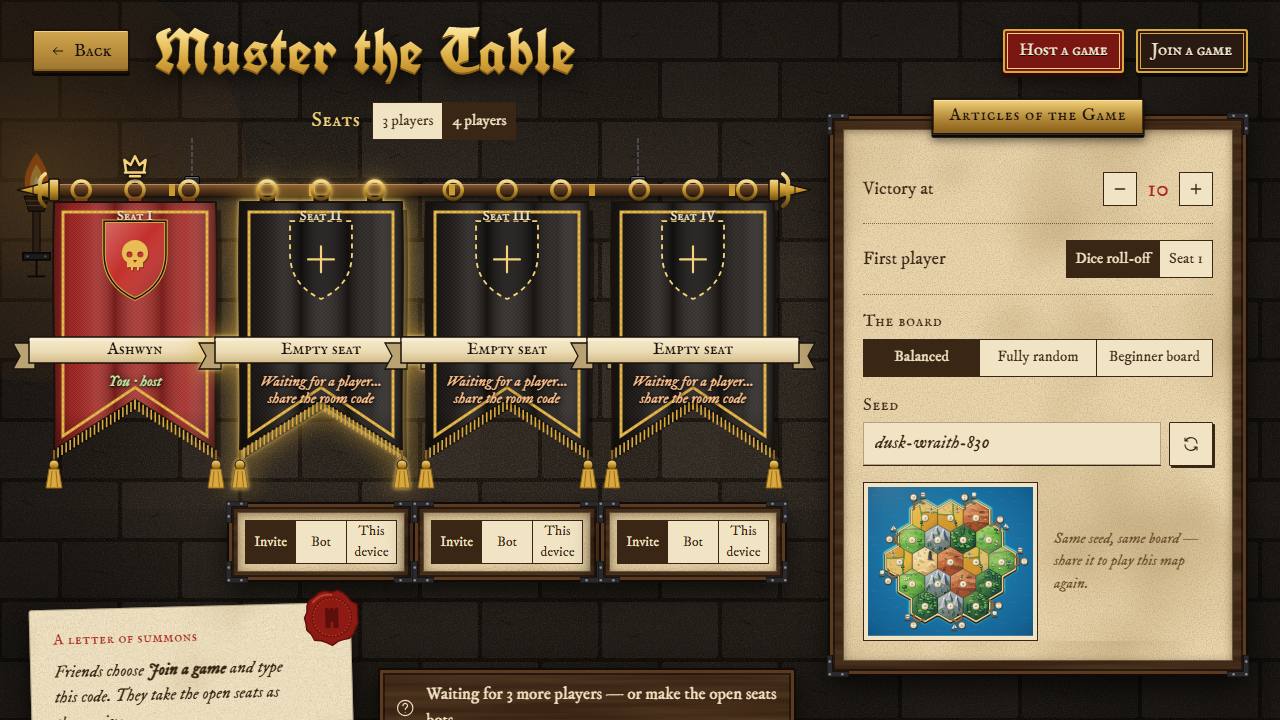 ← Back
Muster the Table
Host a game
Join a game
Seats
3 players
4 players
Articles of the Game
Seat I
Seat II
Seat III
Seat IV
Ashwyn
Empty seat
Empty seat
Empty seat
You · host
Waiting for a player...
share the room code
Waiting for a player...
share the room code
Waiting for a player...
share the room code
Invite
Bot
This
device
Invite
Bot
This
device
Invite
Bot
This
device
Victory at
− 10 +
First player
Dice roll-off
Seat 1
The board
Balanced
Fully random
Beginner board
Seed
dusk-wraith-830
Same seed, same board —
share it to play this map
again.
A letter of summons
Friends choose Join a game and type
this code. They take the open seats as
Waiting for 3 more players — or make the open seats
bots.